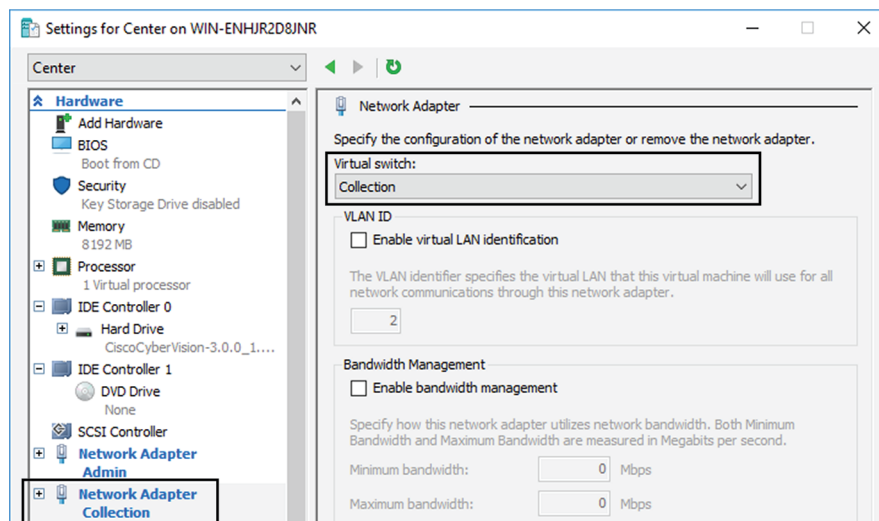 Settings for Center on WIN-ENHJR2D8JNR
Center
Hardware
Add Hardware
BIOS
Boot from CD
Security
Key Storage Drive disabled
Memory
8192 MB
Processor
1 Virtual processor
IDE Controller 0
Hard Drive
CiscoCyberVision-3.0.0_1....
IDE Controller 1
DVD Drive
None
SCSI Controller
Network Adapter
Admin
Network Adapter
Collection
Network Adapter
Specify the configuration of the network adapter or remove the network adapter.
Virtual switch:
Collection
VLAN ID
Enable virtual LAN identification
The VLAN identifier specifies the virtual LAN that this virtual machine will use for all
network communications through this network adapter.
2
Bandwidth Management
Enable bandwidth management
Specify how this network adapter utilizes network bandwidth. Both Minimum
Bandwidth and Maximum Bandwidth are measured in Megabits per second.
Minimum bandwidth: 0 Mbps
Maximum bandwidth: 0 Mbps